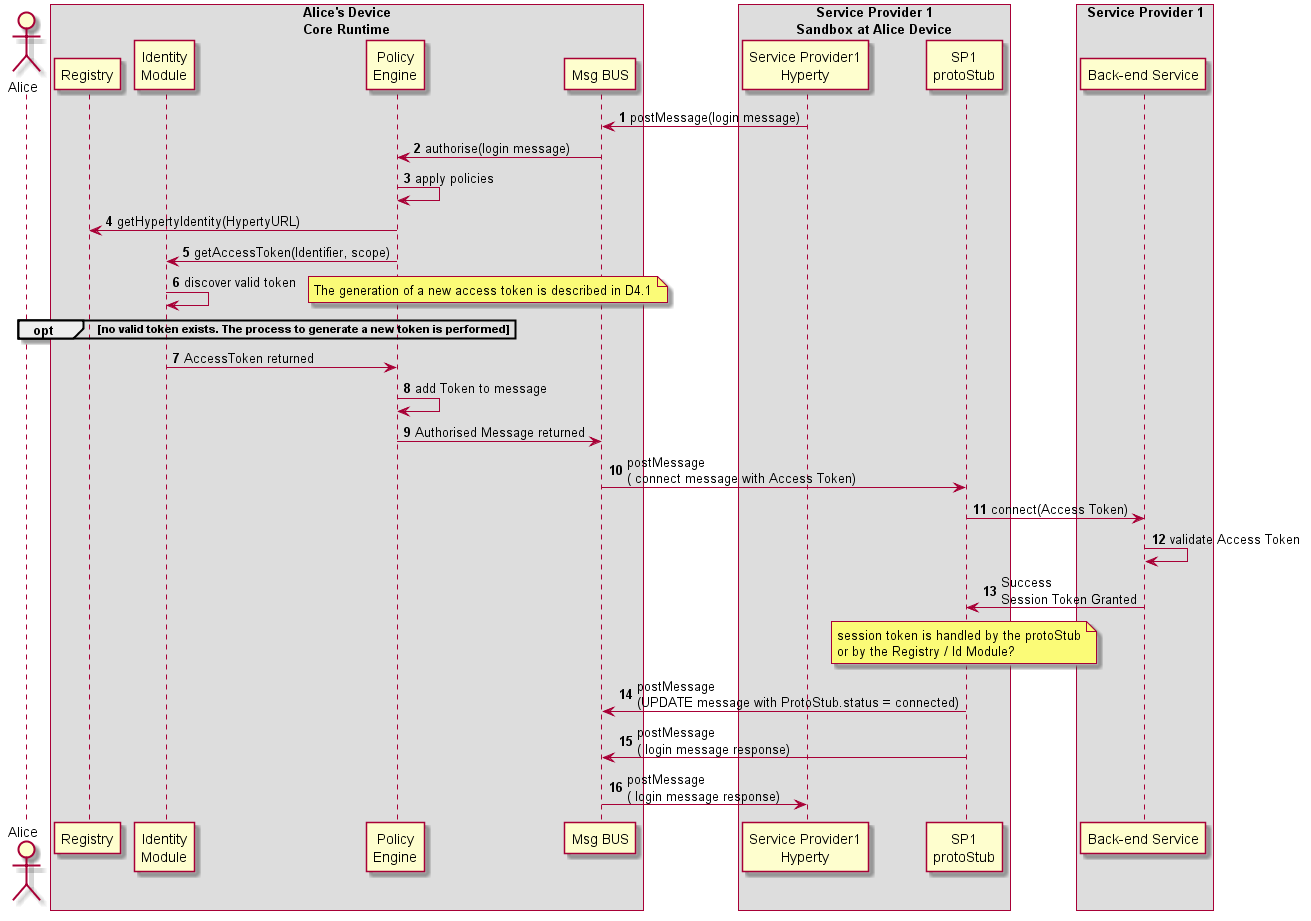 Alice's Device
Core Runtime
Service Provider 1
Sandbox at Alice Device
Service Provider 1
Alice
Registry
Identity
Module
Policy
Engine
Msg BUS
Service Provider1
Hyperty
SP1
protoStub
Back-end Service
1 postMessage(login message)
2 authorise(login message)
3 apply policies
4 getHypertyIdentity(HypertyURL)
5 getAccessToken(Identifier, scope)
6 discover valid token
The generation of a new access token is described in D4.1
opt [no valid token exists. The process to generate a new token is performed]
7 AccessToken returned
8 add Token to message
9 Authorised Message returned
10 postMessage
( connect message with Access Token)
11 connect(Access Token)
12 validate Access Token
13 Success
Session Token Granted
session token is handled by the protoStub
or by the Registry / Id Module?
14 postMessage
(UPDATE message with ProtoStub.status = connected)
15 postMessage
( login message response)
16 postMessage
( login message response)
Alice
Registry
Identity
Module
Policy
Engine
Msg BUS
Service Provider1
Hyperty
SP1
protoStub
Back-end Service